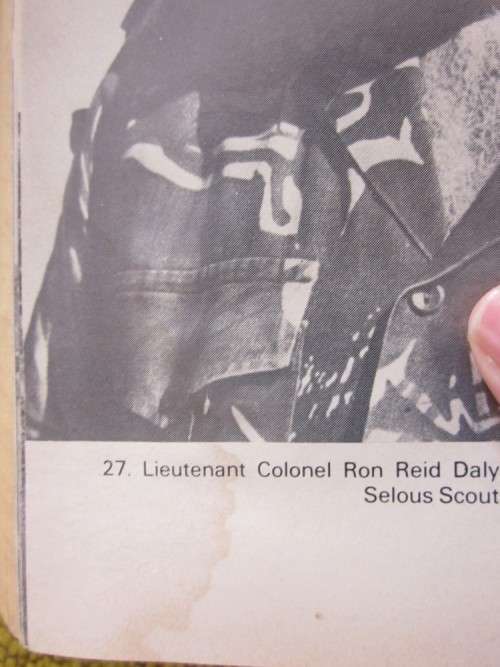 27. Lieutenant Colonel Ron Reid Daly
Selous Scout